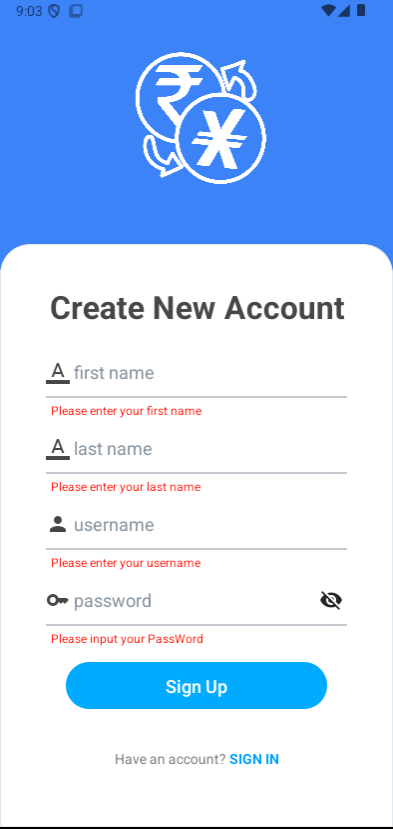 9:03
₹
¥
Create New Account
A first name
Please enter your first name
A last name
Please enter your last name
username
Please enter your username
password
Please input your PassWord
Sign Up
Have an account? SIGN IN